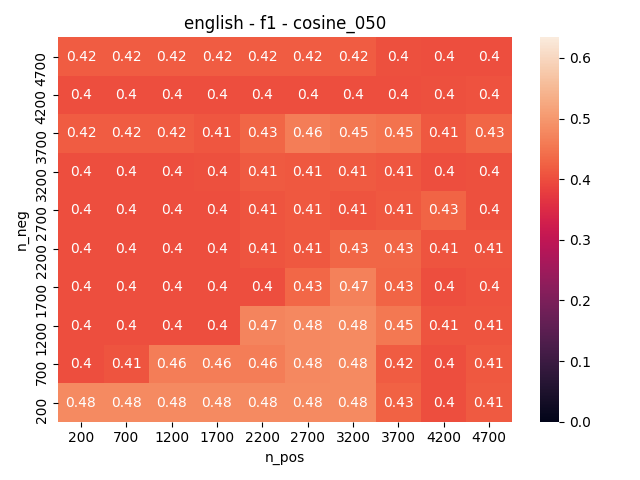 english - f1 - cosine_050
n_neg
4700 0.42 0.42 0.42 0.42 0.42 0.42 0.42 0.4 0.4 0.4
4200 0.4 0.4 0.4 0.4 0.4 0.4 0.4 0.4 0.4 0.4
3700 0.42 0.42 0.42 0.41 0.43 0.46 0.45 0.45 0.41 0.43
3200 0.4 0.4 0.4 0.4 0.41 0.41 0.41 0.41 0.4 0.4
2700 0.4 0.4 0.4 0.4 0.41 0.41 0.41 0.41 0.43 0.4
2200 0.4 0.4 0.4 0.4 0.41 0.41 0.43 0.43 0.41 0.41
1700 0.4 0.4 0.4 0.4 0.4 0.43 0.47 0.43 0.4 0.4
1200 0.4 0.4 0.4 0.4 0.47 0.48 0.48 0.45 0.41 0.41
700 0.4 0.41 0.46 0.46 0.46 0.48 0.48 0.42 0.4 0.41
200 0.48 0.48 0.48 0.48 0.48 0.48 0.48 0.43 0.4 0.41
200 700 1200 1700 2200 2700 3200 3700 4200 4700
n_pos
0.6
0.5
0.4
0.3
0.2
0.1
0.0